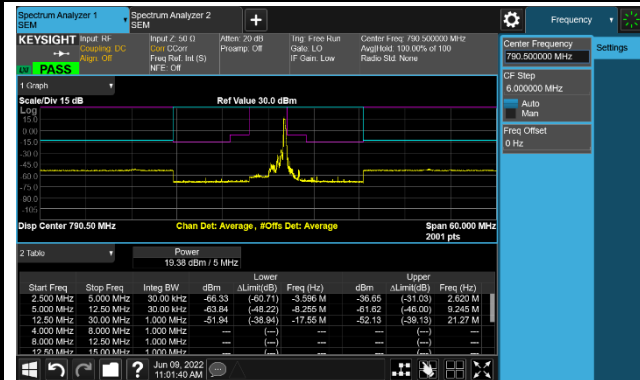 Spectrum Analyzer 1
SEM
Spectrum Analyzer 2
SEM
+
Frequency
KEYSIGHT
Input: RF
Coupling: DC
Align: Off
Input Z: 50 Ω
Corr CCorr
Freq Ref: Int (S)
NFE: Off
Atten: 20 dB
Preamp: Off
Trig: Free Run
Gate: LO
IF Gain: Low
Center Freq: 790.500000 MHz
Avg|Hold: 100.00% of 100
Radio Std: None
PASS
Center Frequency
790.500000 MHz
Settings
CF Step
6.000000 MHz
Auto
Man
Freq Offset
0 Hz
1 Graph
Scale/Div 15 dB
Ref Value 30.0 dBm
Log
15.0
0.00
-15.0
-30.0
-45.0
-60.0
-75.0
-90.0
-105
Disp Center 790.50 MHz
Chan Det: Average, #Offs Det: Average
Span 60.000 MHz
2001 pts
2 Table
Power
19.38 dBm / 5 MHz
Lower Upper
Start Freq Stop Freq Integ BW dBm ΔLimit(dB) Freq (Hz) dBm ΔLimit(dB) Freq (Hz)
2.500 MHz 5.000 MHz 30.00 kHz -66.33 (-60.71) -3.596 M -36.65 (-31.03) 2.620 M
5.000 MHz 12.50 MHz 30.00 kHz -63.84 (-48.22) -8.255 M -61.62 (-46.00) 9.245 M
12.50 MHz 30.00 MHz 1.000 MHz -51.94 (-38.94) -17.55 M -52.13 (-39.13) 21.27 M
4.000 MHz 8.000 MHz 1.000 MHz --- (---) --- --- (---) ---
8.000 MHz 12.50 MHz 1.000 MHz --- (---) --- --- (---) ---
12.50 MHz 15.00 MHz 1.000 MHz --- (---) --- --- (---) ---
?
Jun 09, 2022
11:01:40 AM